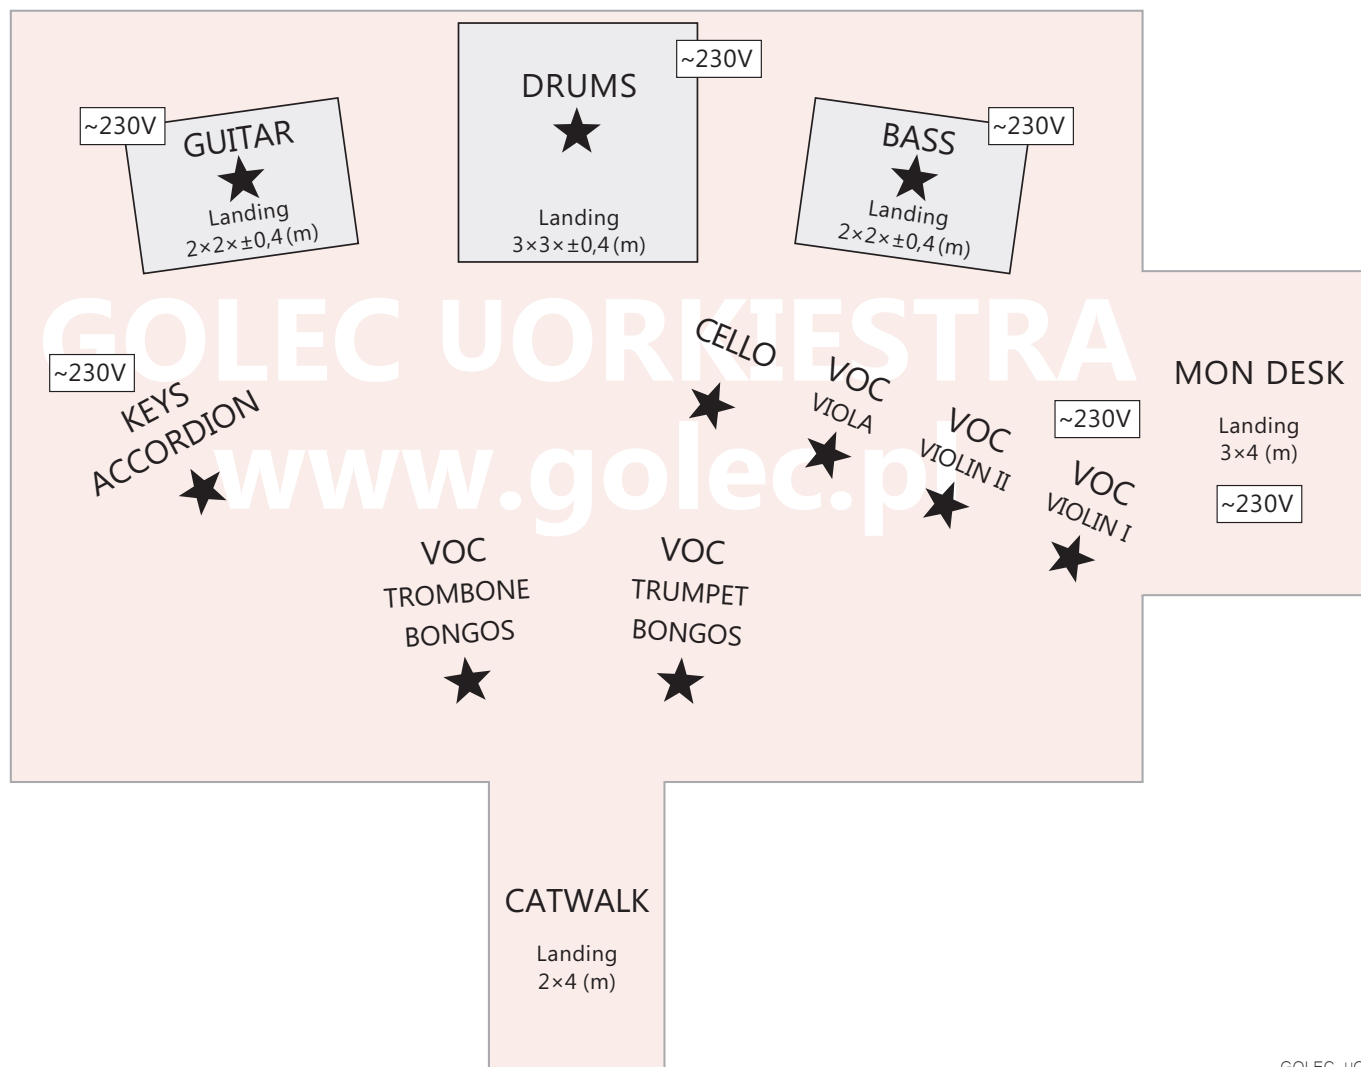 ~230V
DRUMS
Landing
3×3×±0,4 (m)
~230V
GUITAR
Landing
2×2×±0,4 (m)
BASS
~230V
Landing
2×2×±0,4 (m)
GOLEC UORKIESTRA
www.golec.pl
~230V
KEYS
ACCORDION
CELLO
VOC
VIOLA
VOC
VIOLIN II
~230V
VOC
VIOLIN I
MON DESK
Landing
3×4 (m)
~230V
VOC
TROMBONE
BONGOS
VOC
TRUMPET
BONGOS
CATWALK
Landing
2×4 (m)